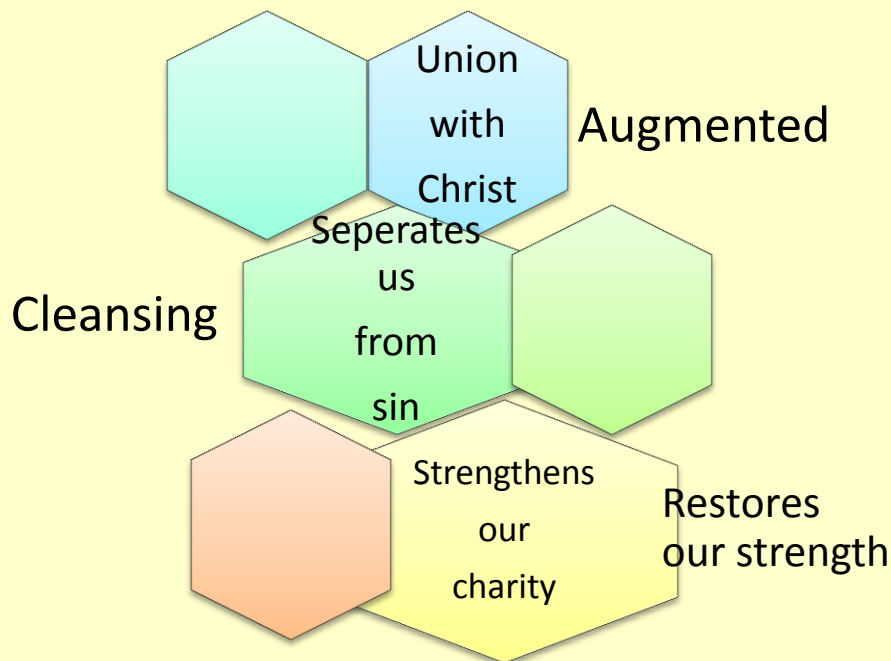 Union
with
Christ
Augmented
Seperates
us
from
sin
Cleansing
Strengthens
our
charity
Restores
our strength